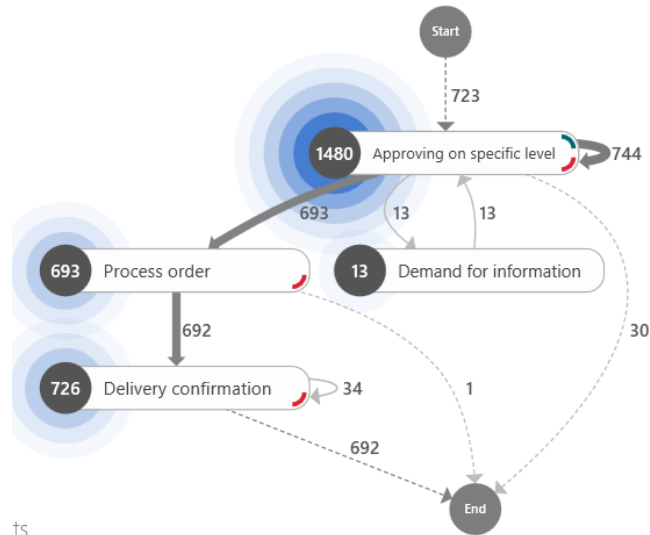 Start
723
1480 Approving on specific level 744
693 13 13
693 Process order 13 Demand for information
692 30
726 Delivery confirmation 34 1
692
End
ts